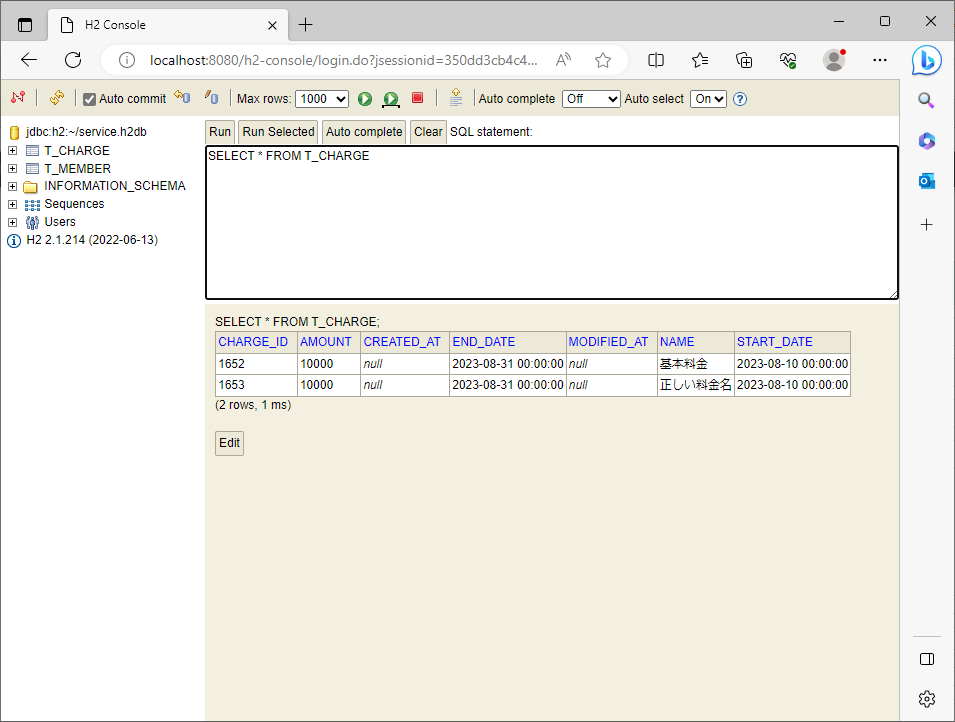 H2 Console
localhost:8080/h2-console/login.do?jsessionid=350dd3cb4c4...
Auto commit Max rows: 1000 Auto complete Off Auto select On
jdbc:h2:~/service.h2db
T_CHARGE
T_MEMBER
INFORMATION_SCHEMA
Sequences
Users
H2 2.1.214 (2022-06-13)
Run Run Selected Auto complete Clear SQL statement:
SELECT * FROM T_CHARGE
SELECT * FROM T_CHARGE;
CHARGE_ID AMOUNT CREATED_AT END_DATE MODIFIED_AT NAME START_DATE
1652 10000 null 2023-08-31 00:00:00 null 基本料金 2023-08-10 00:00:00
1653 10000 null 2023-08-31 00:00:00 null 正しい料金名 2023-08-10 00:00:00
(2 rows, 1 ms)
Edit